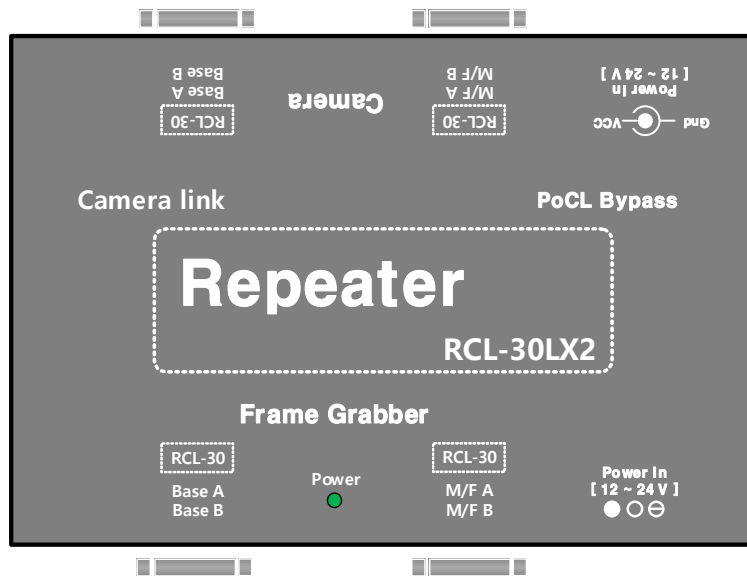 Base B
Base A
RCL-30
Camera
M/F B
M/F A
RCL-30
[ 12 ~ 24 V ]
Power In
VCC
Gnd
Camera link
PoCL Bypass
Repeater
RCL-30LX2
Frame Grabber
RCL-30
Base A
Base B
Power
RCL-30
M/F A
M/F B
Power In
[ 12 ~ 24 V ]